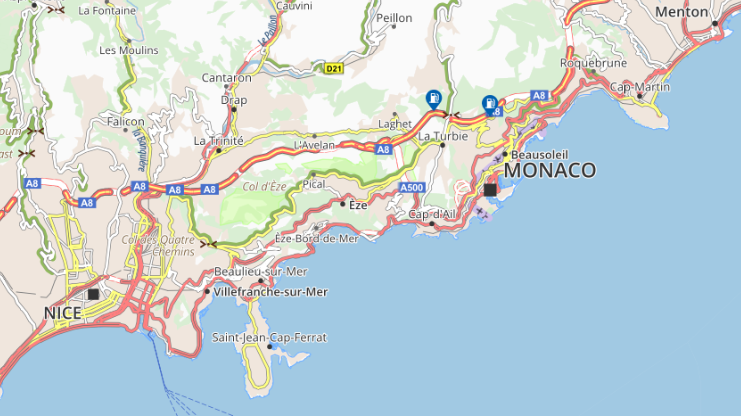 Cauvini
Peillon
Menton
La Fontaine
le Paillon
Les Moulins
Roquebrune
D21
Cantaron
Cap-Martin
Drap
A8
A8
Falicon
Laghet
La Turbie
La Trinité
L'Avelan
A8
Beausoleil
la Banquière
MONACO
A8
A8
A8
A8
Col d'Èze
Pical
A500
Èze
Cap-d'Ail
Col des Quatre
Chemins
Èze-Bord de Mer
Beaulieu-sur-Mer
Villefranche-sur-Mer
NICE
Saint-Jean-Cap-Ferrat